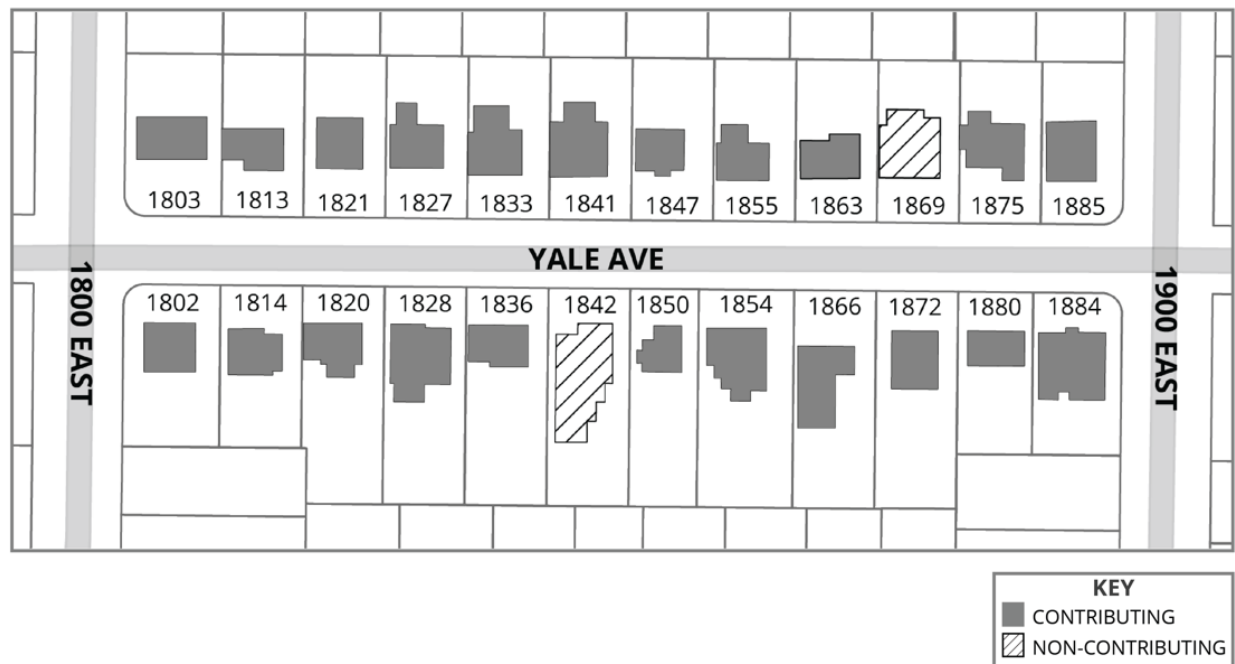 1803 1813 1821 1827 1833 1841 1847 1855 1863 1869 1875 1885
YALE AVE
1800 EAST
1900 EAST
1802 1814 1820 1828 1836 1842 1850 1854 1866 1872 1880 1884
KEY
CONTRIBUTING
NON-CONTRIBUTING